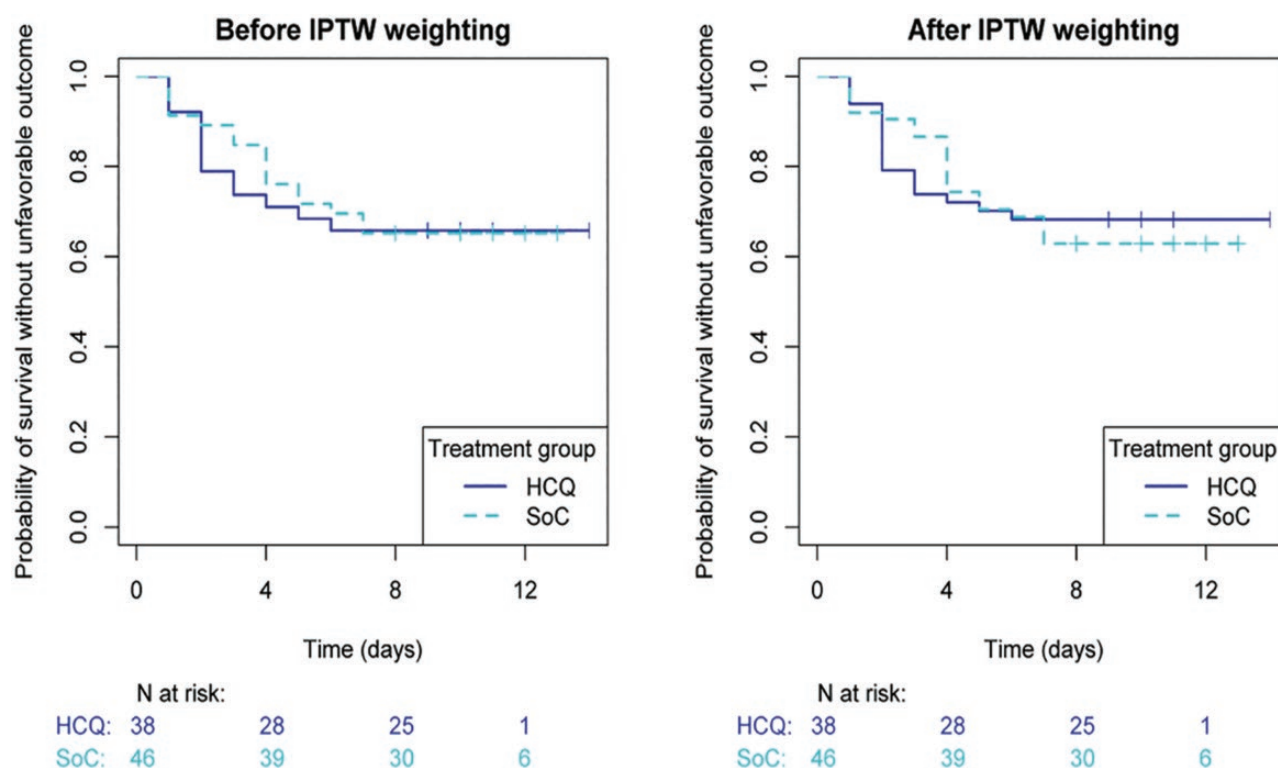 Before IPTW weighting
Probability of survival without unfavorable outcome
1.0
0.8
0.6
0.4
0.2
0.0
Treatment group
HCQ
SoC
0 4 8 12
Time (days)
N at risk:
HCQ: 38 28 25 1
SoC: 46 39 30 6
After IPTW weighting
Probability of survival without unfavorable outcome
1.0
0.8
0.6
0.4
0.2
0.0
Treatment group
HCQ
SoC
0 4 8 12
Time (days)
N at risk:
HCQ: 38 28 25 1
SoC: 46 39 30 6